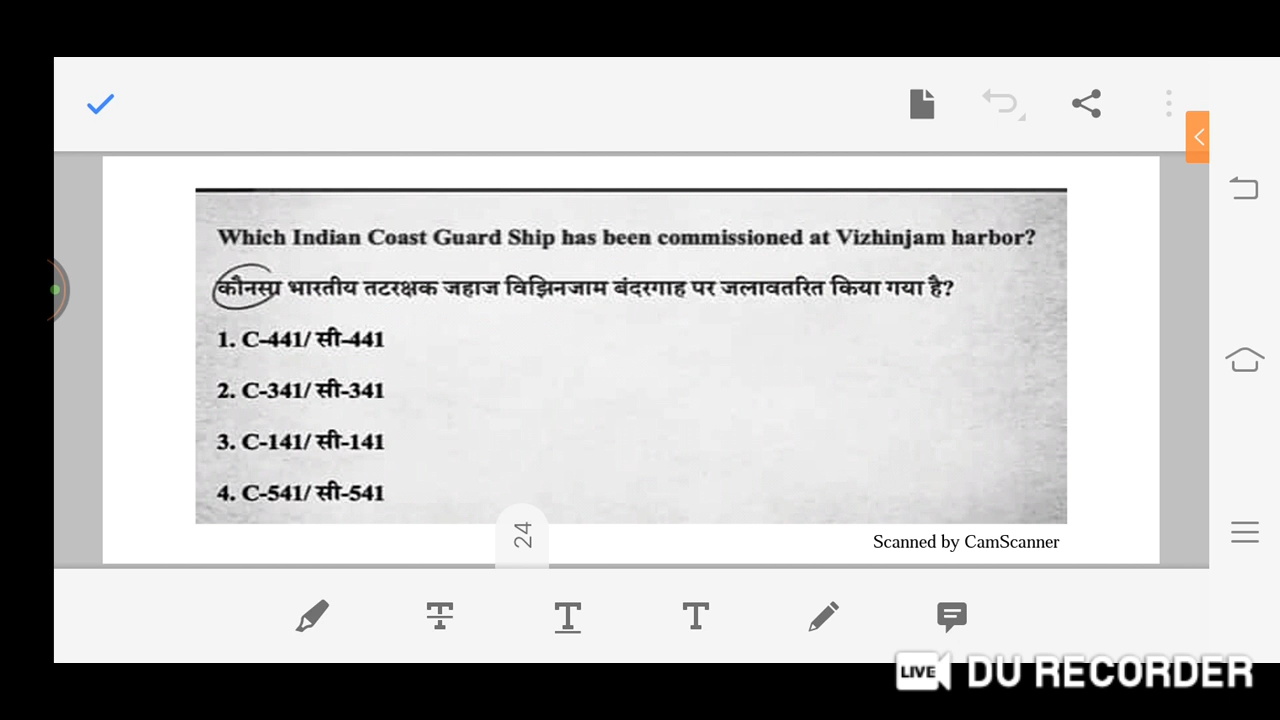 Which Indian Coast Guard Ship has been commissioned at Vizhinjam harbor?
कौनसा भारतीय तटरक्षक जहाज विझिनजाम बंदरगाह पर जलावतरित किया गया है?
1. C-441/ सी-441
2. C-341/ सी-341
3. C-141/ सी-141
4. C-541/ सी-541
24
Scanned by CamScanner
LIVE DU RECORDER